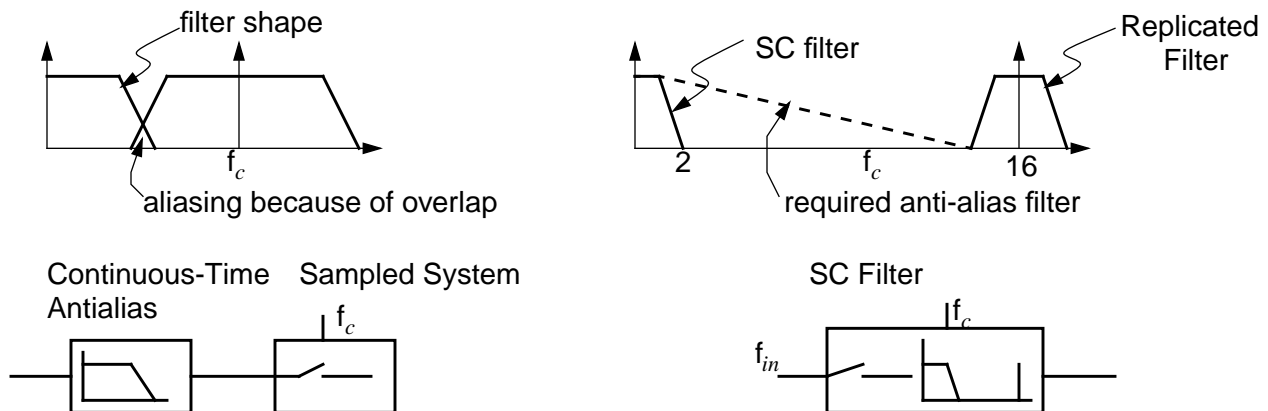 filter shape
f_c
aliasing because of overlap
SC filter
Replicated
Filter
2
f_c
16
required anti-alias filter
Continuous-Time
Antialias
Sampled System
f_c
SC Filter
f_c
f_in